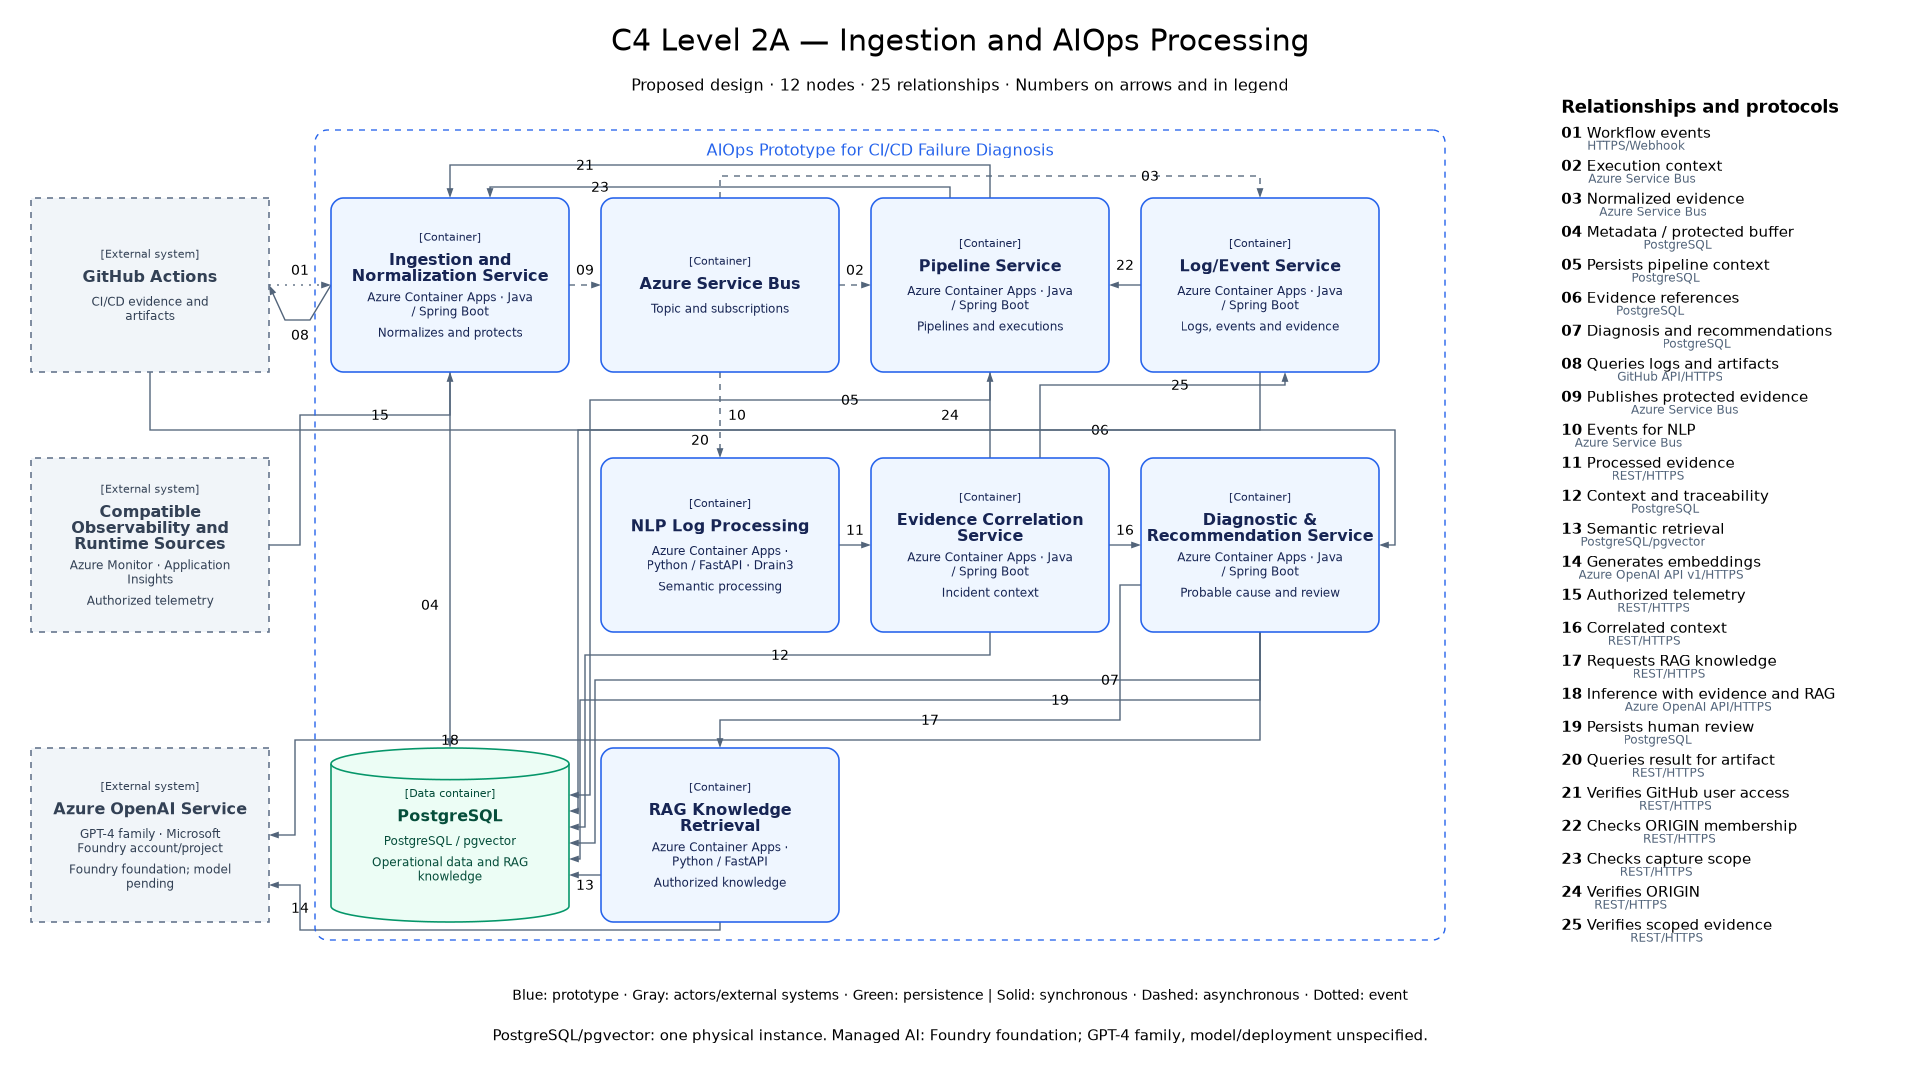 C4 Level 2A — Ingestion and AIOps Processing
Proposed design · 12 nodes · 25 relationships · Numbers on arrows and in legend
AIOps Prototype for CI/CD Failure Diagnosis
21
23
03
[External system]
GitHub Actions
CI/CD evidence and
artifacts
01
08
[Container]
Ingestion and
Normalization Service
Azure Container Apps · Java
/ Spring Boot
Normalizes and protects
09
[Container]
Azure Service Bus
Topic and subscriptions
02
[Container]
Pipeline Service
Azure Container Apps · Java
/ Spring Boot
Pipelines and executions
22
[Container]
Log/Event Service
Azure Container Apps · Java
/ Spring Boot
Logs, events and evidence
25
05
15
10
24
06
20
[External system]
Compatible
Observability and
Runtime Sources
Azure Monitor · Application
Insights
Authorized telemetry
[Container]
NLP Log Processing
Azure Container Apps ·
Python / FastAPI · Drain3
Semantic processing
11
[Container]
Evidence Correlation
Service
Azure Container Apps · Java
/ Spring Boot
Incident context
16
[Container]
Diagnostic &
Recommendation Service
Azure Container Apps · Java
/ Spring Boot
Probable cause and review
04
12
07
19
17
18
[External system]
Azure OpenAI Service
GPT-4 family · Microsoft
Foundry account/project
Foundry foundation; model
pending
14
[Data container]
PostgreSQL
PostgreSQL / pgvector
Operational data and RAG
knowledge
13
[Container]
RAG Knowledge
Retrieval
Azure Container Apps ·
Python / FastAPI
Authorized knowledge
Relationships and protocols
01 Workflow events
HTTPS/Webhook
02 Execution context
Azure Service Bus
03 Normalized evidence
Azure Service Bus
04 Metadata / protected buffer
PostgreSQL
05 Persists pipeline context
PostgreSQL
06 Evidence references
PostgreSQL
07 Diagnosis and recommendations
PostgreSQL
08 Queries logs and artifacts
GitHub API/HTTPS
09 Publishes protected evidence
Azure Service Bus
10 Events for NLP
Azure Service Bus
11 Processed evidence
REST/HTTPS
12 Context and traceability
PostgreSQL
13 Semantic retrieval
PostgreSQL/pgvector
14 Generates embeddings
Azure OpenAI API v1/HTTPS
15 Authorized telemetry
REST/HTTPS
16 Correlated context
REST/HTTPS
17 Requests RAG knowledge
REST/HTTPS
18 Inference with evidence and RAG
Azure OpenAI API/HTTPS
19 Persists human review
PostgreSQL
20 Queries result for artifact
REST/HTTPS
21 Verifies GitHub user access
REST/HTTPS
22 Checks ORIGIN membership
REST/HTTPS
23 Checks capture scope
REST/HTTPS
24 Verifies ORIGIN
REST/HTTPS
25 Verifies scoped evidence
REST/HTTPS
Blue: prototype · Gray: actors/external systems · Green: persistence | Solid: synchronous · Dashed: asynchronous · Dotted: event
PostgreSQL/pgvector: one physical instance. Managed AI: Foundry foundation; GPT-4 family, model/deployment unspecified.